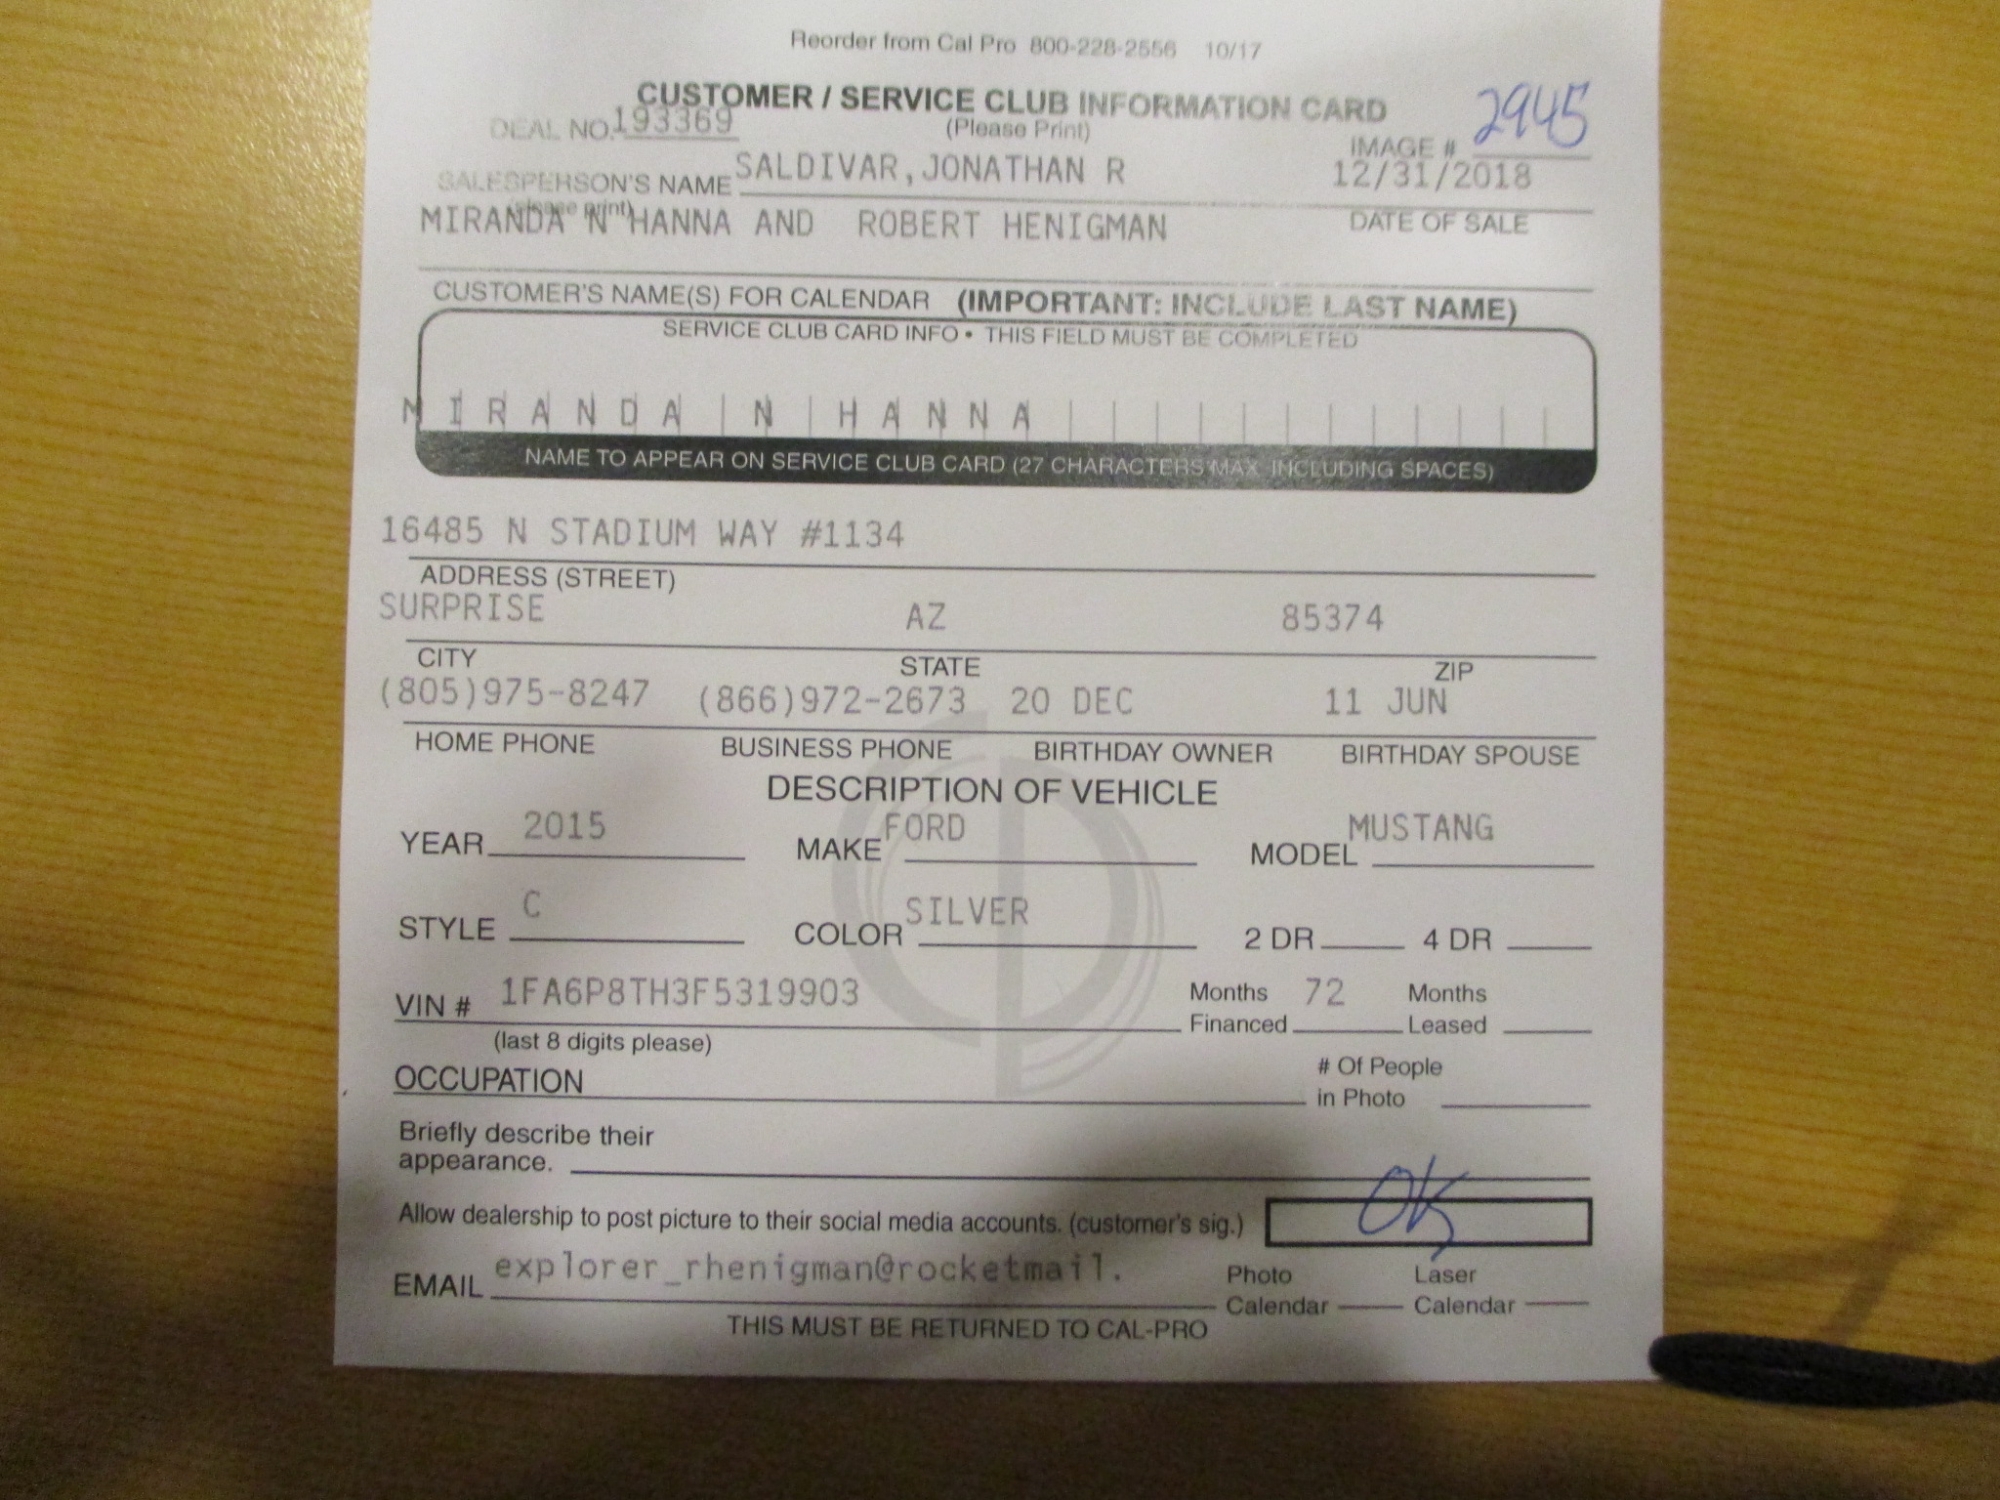 Reorder from Cal Pro 800-228-2556 10/17
CUSTOMER / SERVICE CLUB INFORMATION CARD
DEAL NO. 193369 (Please Print) IMAGE # 2945
SALESPERSON'S NAME SALDIVAR,JONATHAN R 12/31/2018
(please print) DATE OF SALE
MIRANDA N HANNA AND ROBERT HENIGMAN
CUSTOMER'S NAME(S) FOR CALENDAR (IMPORTANT: INCLUDE LAST NAME)
SERVICE CLUB CARD INFO • THIS FIELD MUST BE COMPLETED
MIRANDA N HANNA
NAME TO APPEAR ON SERVICE CLUB CARD (27 CHARACTERS MAX. INCLUDING SPACES)
16485 N STADIUM WAY #1134
ADDRESS (STREET)
SURPRISE AZ 85374
CITY STATE ZIP
(805)975-8247 (866)972-2673 20 DEC 11 JUN
HOME PHONE BUSINESS PHONE BIRTHDAY OWNER BIRTHDAY SPOUSE
DESCRIPTION OF VEHICLE
YEAR 2015 MAKE FORD MODEL MUSTANG
STYLE C COLOR SILVER 2 DR 4 DR
VIN # 1FA6P8TH3F5319903 Months Financed 72 Months Leased
(last 8 digits please)
OCCUPATION # Of People in Photo
Briefly describe their
appearance.
Allow dealership to post picture to their social media accounts. (customer's sig.) OK
EMAIL explorer_rhenigman@rocketmail. Photo Calendar Laser Calendar
THIS MUST BE RETURNED TO CAL-PRO